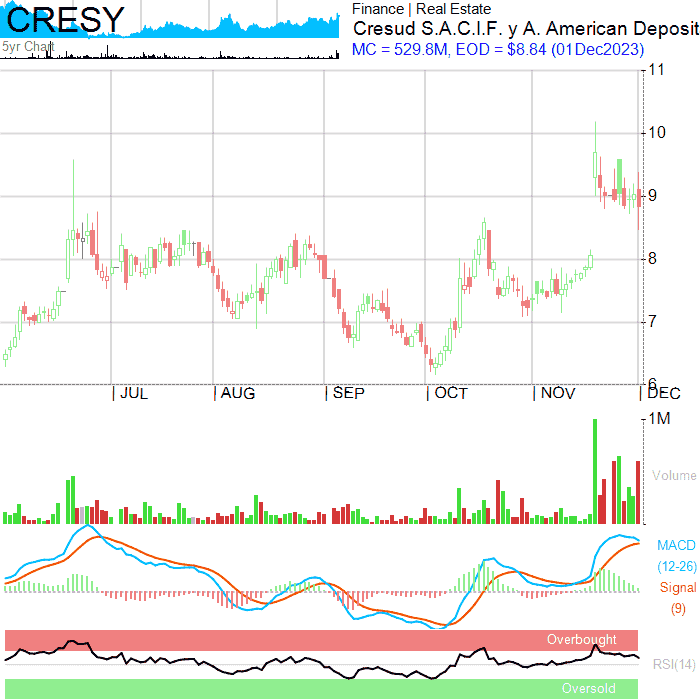 CRESY
5yr Chart
Finance | Real Estate
Cresud S.A.C.I.F. y A. American Deposit
MC = 529.8M, EOD = $8.84 (01Dec2023)
11
10
9
8
7
6
JUL AUG SEP OCT NOV DEC
1M
Volume
MACD
(12-26)
Signal
(9)
Overbought
RSI(14)
Oversold